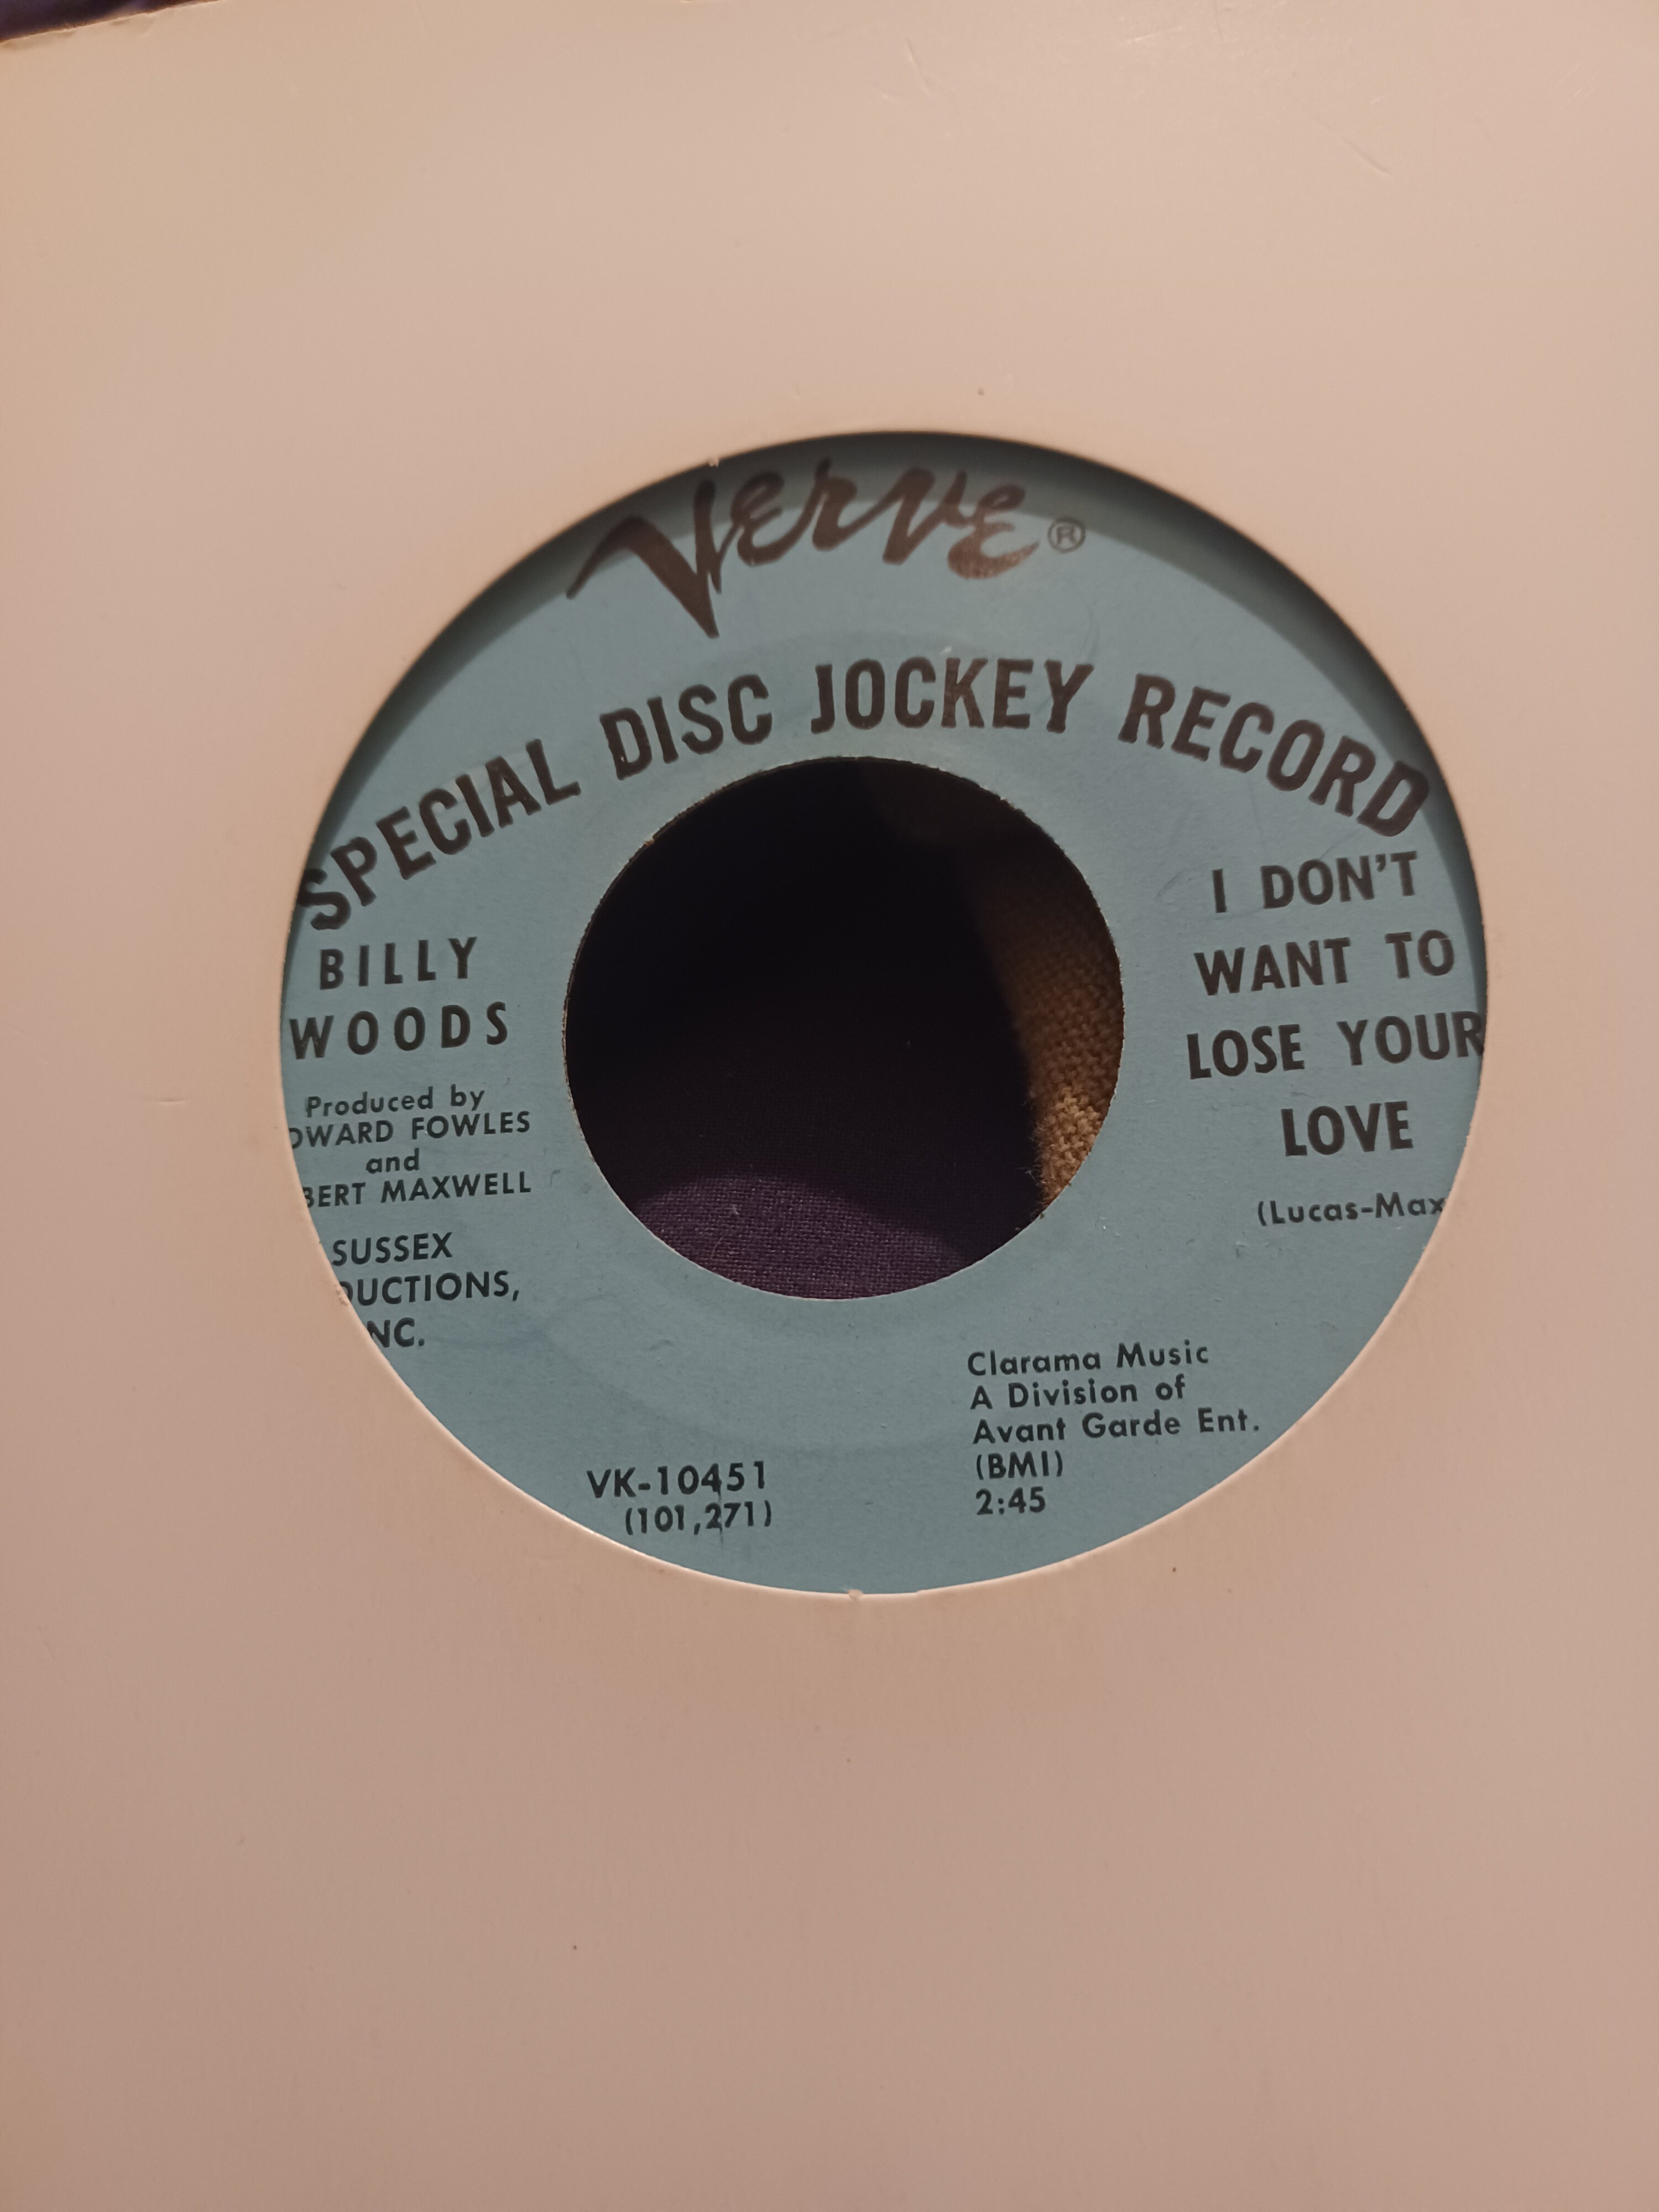 Verve®
SPECIAL DISC JOCKEY RECORD
BILLY
WOODS
Produced by
DWARD FOWLES
and
BERT MAXWELL
SUSSEX
DUCTIONS,
NC.
I DON'T
WANT TO
LOSE YOUR
LOVE
(Lucas-Max
Clarama Music
A Division of
Avant Garde Ent.
(BMI)
2:45
VK-10451
(101,271)